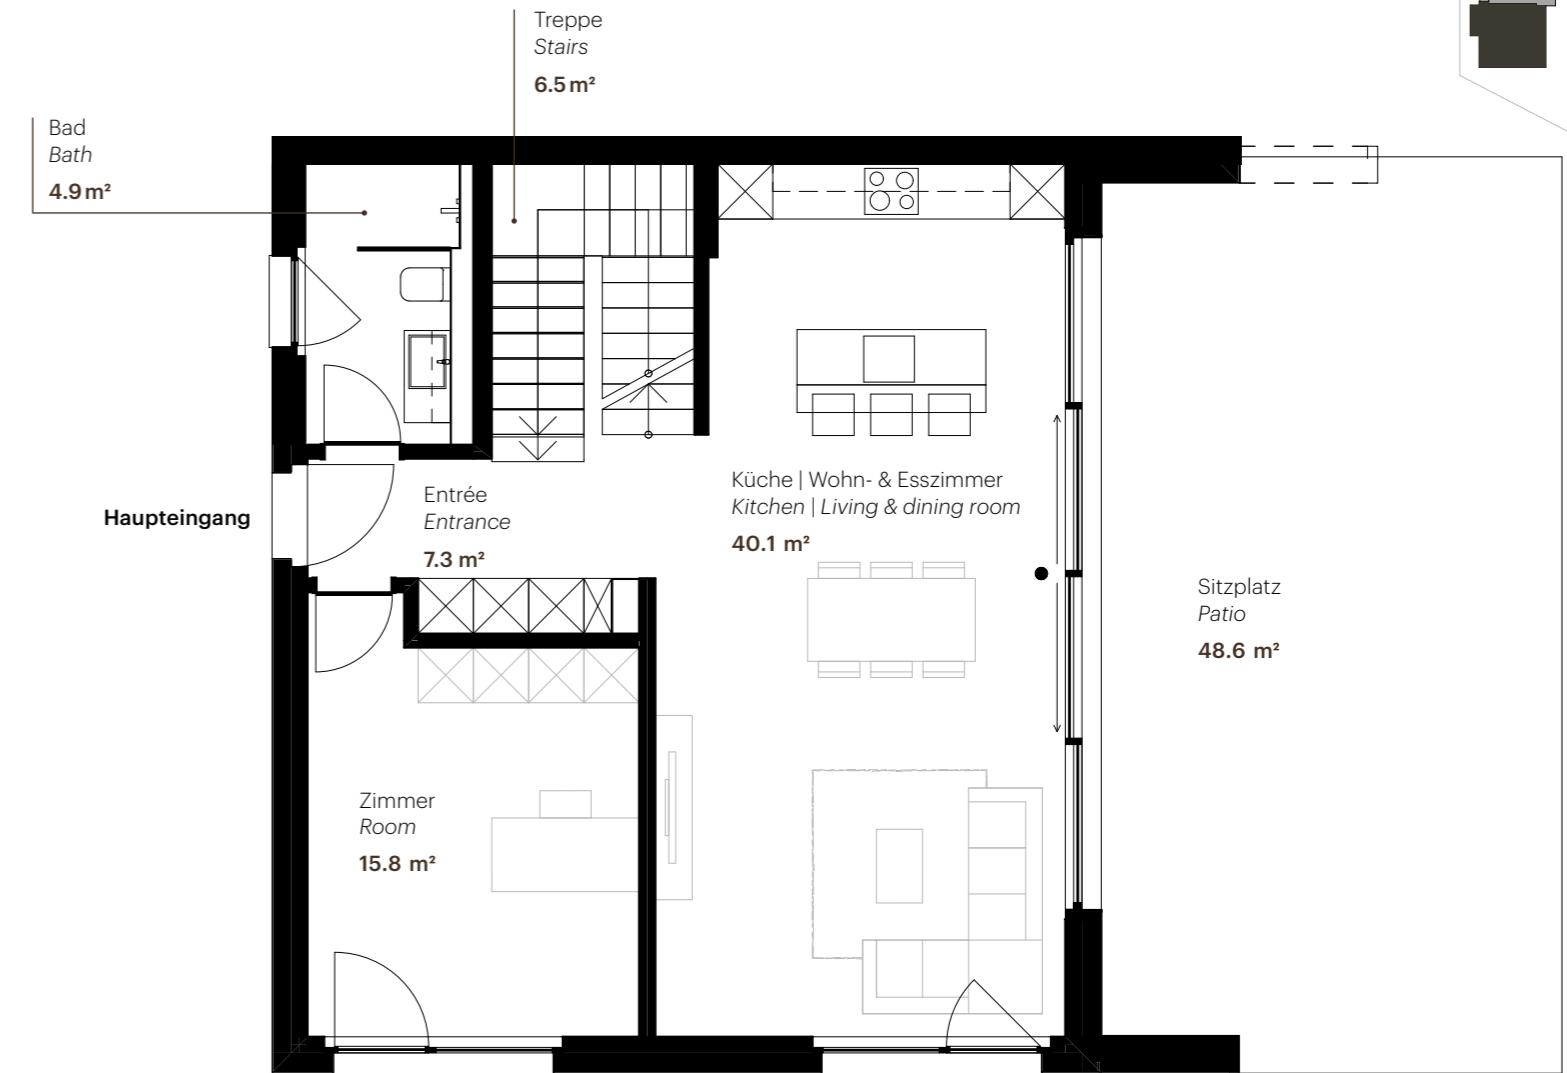 Treppe
Stairs
6.5 m²
Bad
Bath
4.9 m²
Haupteingang
Entrée
Entrance
7.3 m²
Küche | Wohn- & Esszimmer
Kitchen | Living & dining room
40.1 m²
Sitzplatz
Patio
48.6 m²
Zimmer
Room
15.8 m²